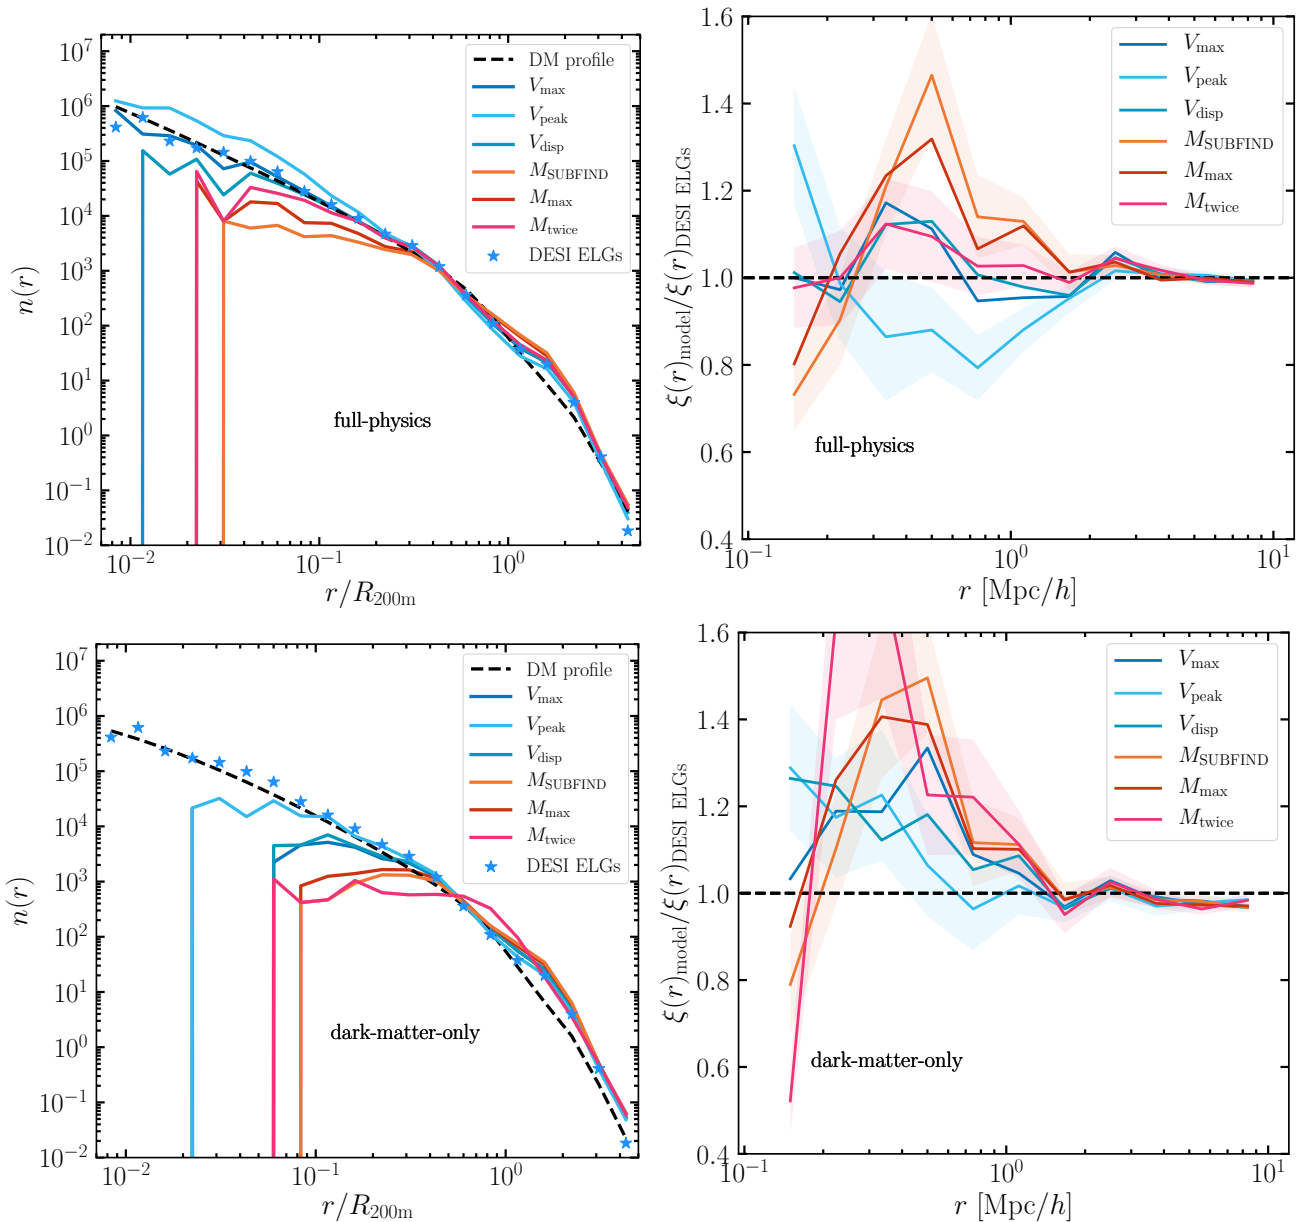 10^7
10^6
10^5
10^4
10^3
10^2
10^1
10^0
10^{-1}
10^{-2}
n(r)
DM profile
V_max
V_peak
V_disp
M_SUBFIND
M_max
M_twice
DESI ELGs
full-physics
10^{-2} 10^{-1} 10^0
r/R_200m
1.6
1.4
1.2
1.0
0.8
0.6
0.4
ξ(r)_model/ξ(r)_DESI ELGs
V_max
V_peak
V_disp
M_SUBFIND
M_max
M_twice
full-physics
10^{-1} 10^0 10^1
r [Mpc/h]
10^7
10^6
10^5
10^4
10^3
10^2
10^1
10^0
10^{-1}
10^{-2}
n(r)
DM profile
V_max
V_peak
V_disp
M_SUBFIND
M_max
M_twice
DESI ELGs
dark-matter-only
10^{-2} 10^{-1} 10^0
r/R_200m
1.6
1.4
1.2
1.0
0.8
0.6
0.4
ξ(r)_model/ξ(r)_DESI ELGs
V_max
V_peak
V_disp
M_SUBFIND
M_max
M_twice
dark-matter-only
10^{-1} 10^0 10^1
r [Mpc/h]